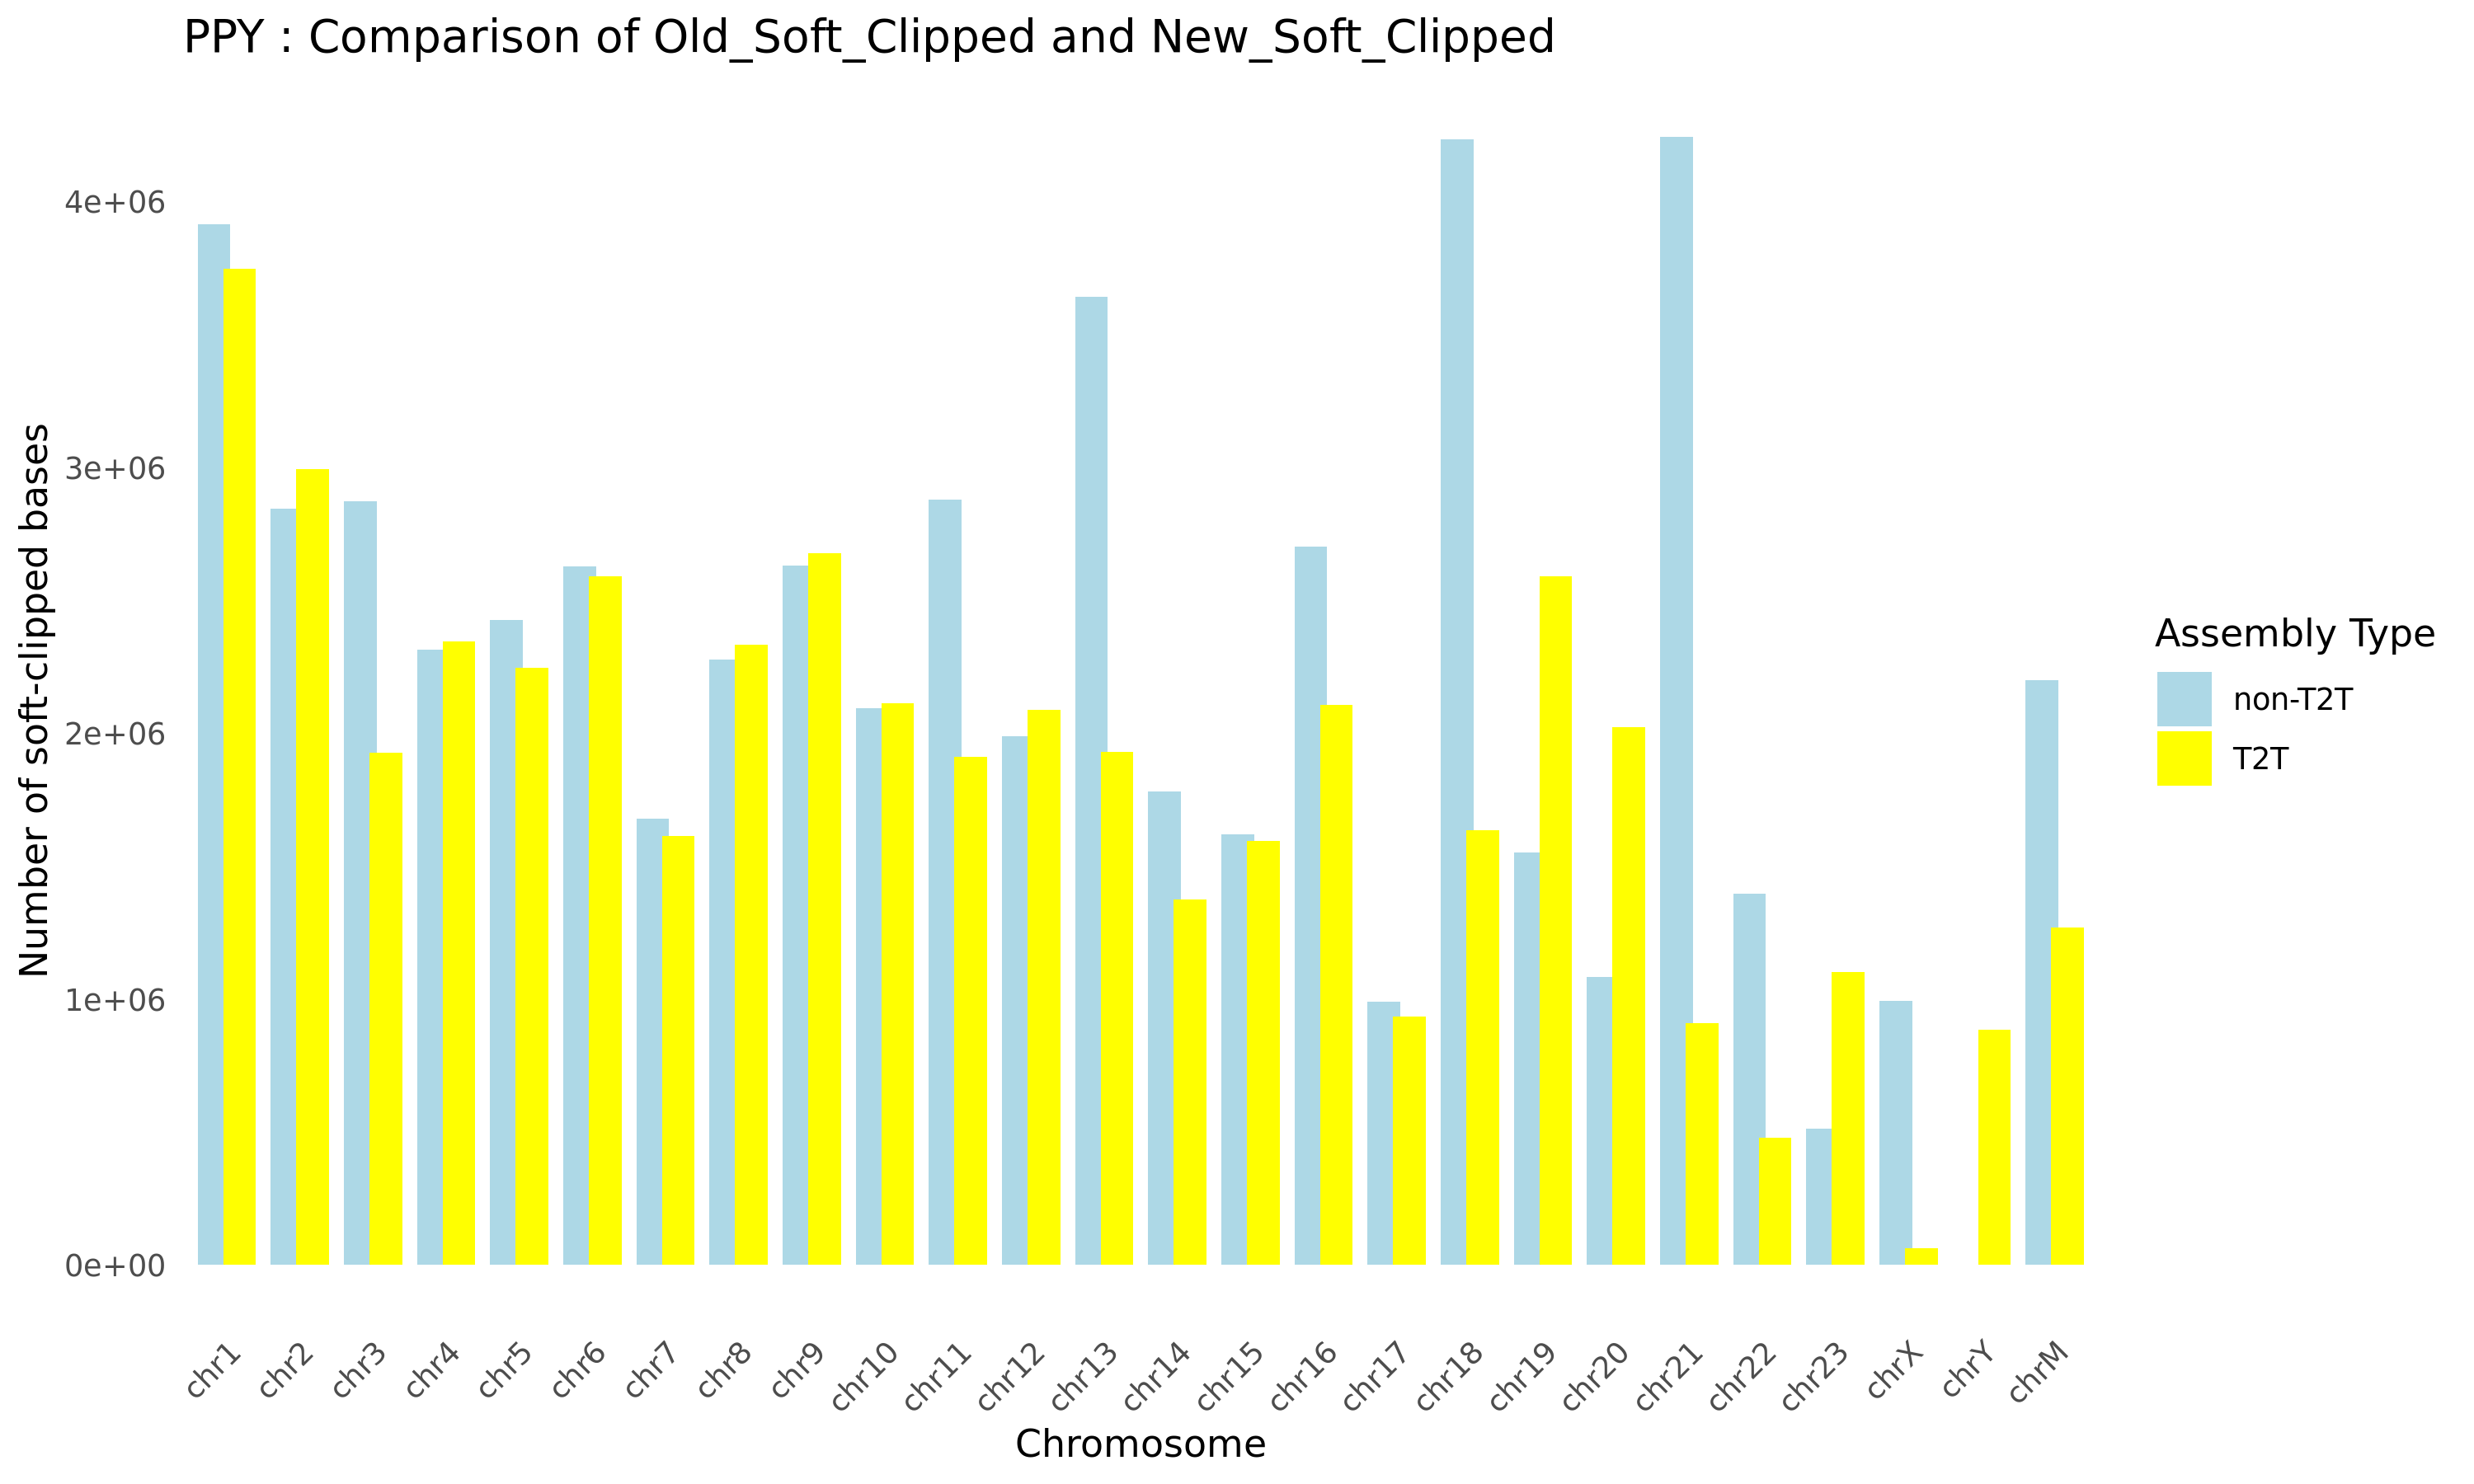 PPY : Comparison of Old_Soft_Clipped and New_Soft_Clipped
Number of soft-clipped bases
4e+06
3e+06
2e+06
1e+06
0e+00
chr1
chr2
chr3
chr4
chr5
chr6
chr7
chr8
chr9
chr10
chr11
chr12
chr13
chr14
chr15
chr16
chr17
chr18
chr19
chr20
chr21
chr22
chr23
chrX
chrY
chrM
Chromosome
Assembly Type
non-T2T
T2T